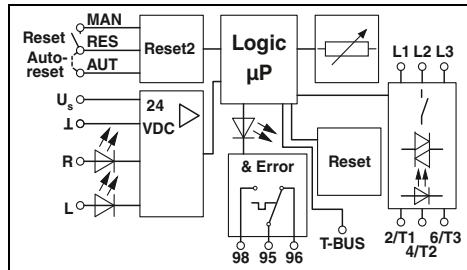 MAN
Reset
RES
Auto-
reset
AUT
Reset2
Logic
µP
L1 L2 L3
Us
⊥
24
VDC
R
L
& Error
Reset
98 95 96
T-BUS
2/T1
4/T2
6/T3